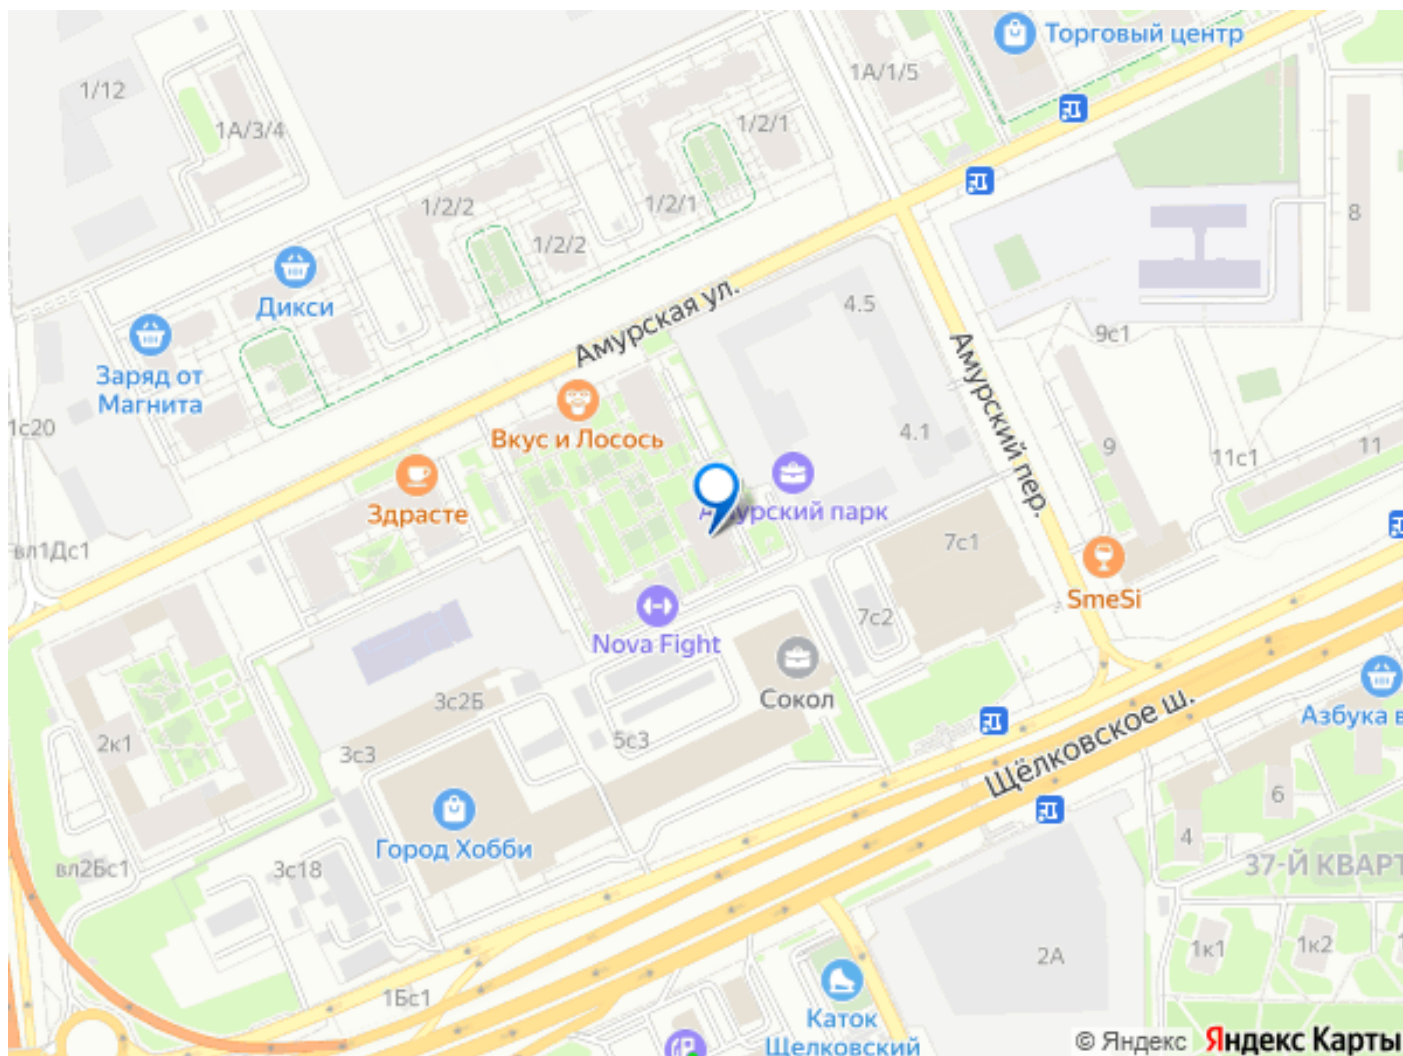 Торговый центр
1/12
1А/1/5
1А/3/4
1/2/1
1/2/2
1/2/1
8
1/2/2
Дикси
4.5
Амурская ул.
9с1
Заряд от
Магнита
Амурский пер.
1с20
Вкус и Лосось
4.1
9
11с1
11
Здрасте
Амурский парк
вл1Дс1
7с1
SmeSi
7с2
Nova Fight
Сокол
3с2Б
Щёлковское ш.
Азбука в
2к1
3с3
5с3
6
4
Город Хобби
вл2Бс1
3с18
37-Й КВАРТ
1к1
1к2
2А
1Бс1
Каток
Щелковский
© Яндекс Яндекс Карты